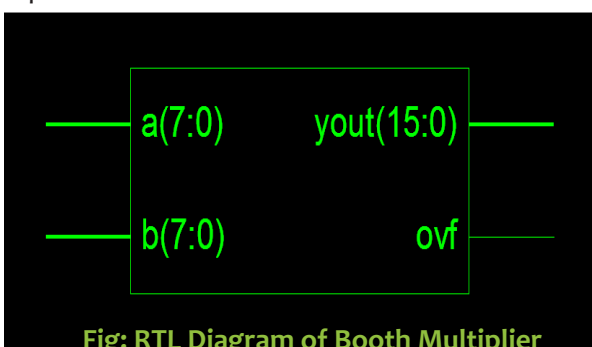 a(7:0) yout(15:0)
b(7:0) ovf
Fig: RTL Diagram of Booth Multiplier